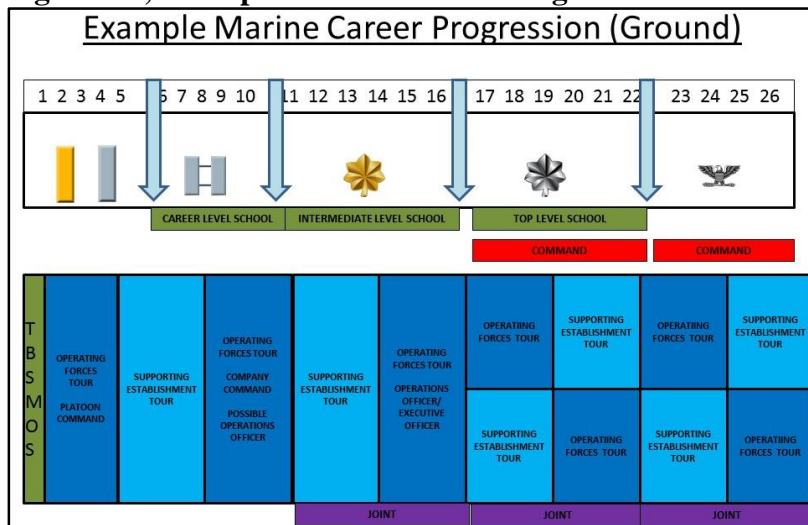 Example Marine Career Progression (Ground)
1 2 3 4 5 6 7 8 9 10 11 12 13 14 15 16 17 18 19 20 21 22 23 24 25 26
CAREER LEVEL SCHOOL
INTERMEDIATE LEVEL SCHOOL
TOP LEVEL SCHOOL
COMMAND
COMMAND
T
B
S
M
O
S
OPERATING
FORCES
TOUR
PLATOON
COMMAND
SUPPORTING
ESTABLISHMENT
TOUR
OPERATING
FORCES TOUR
COMPANY
COMMAND
POSSIBLE
OPERATIONS
OFFICER
SUPPORTING
ESTABLISHMENT
TOUR
OPERATING
FORCES TOUR
OPERATIONS
OFFICER/
EXECUTIVE
OFFICER
OPERATIING
FORCES TOUR
SUPPORTING
ESTABLISHMENT
TOUR
OPERATIING
FORCES TOUR
SUPPORTING
ESTABLISHMENT
TOUR
SUPPORTING
ESTABLISHMENT
TOUR
OPERATIING
FORCES TOUR
SUPPORTING
ESTABLISHMENT
TOUR
OPERATIING
FORCES TOUR
JOINT
JOINT
JOINT